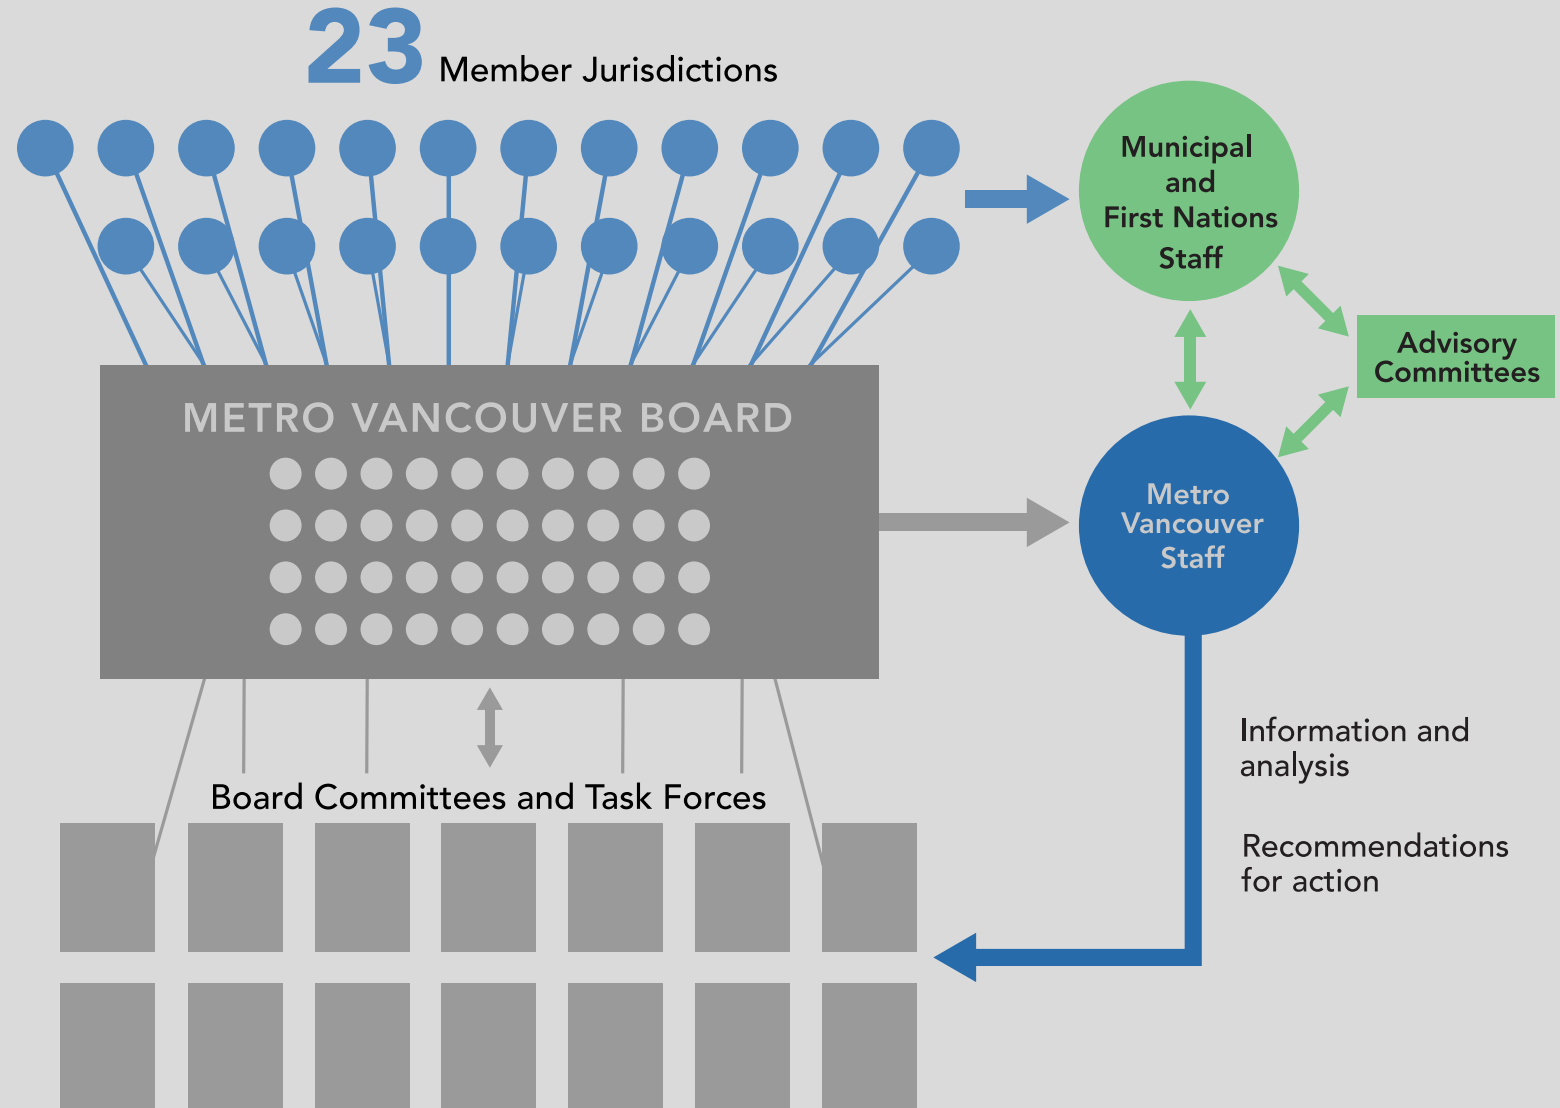 23 Member Jurisdictions
Municipal
and
First Nations
Staff
Advisory
Committees
METRO VANCOUVER BOARD
Metro
Vancouver
Staff
Information and
analysis
Board Committees and Task Forces
Recommendations
for action